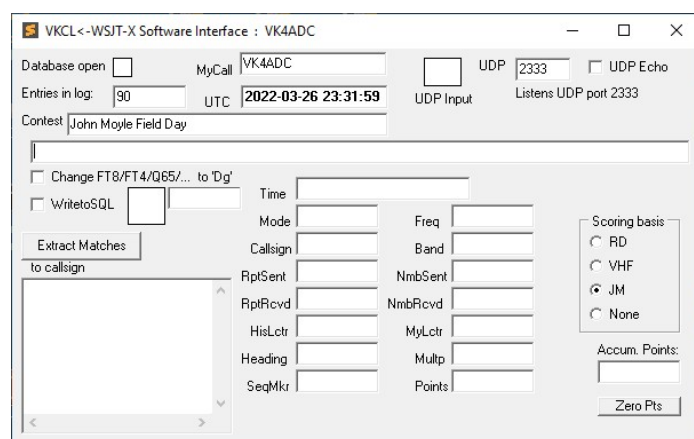 VKCL<-WSJT-X Software Interface : VK4ADC
Database open MyCall VK4ADC UDP 2333 UDP Echo
Entries in log: 90 UTC 2022-03-26 23:31:59 UDP Input Listens UDP port 2333
Contest John Moyle Field Day
Change FT8/FT4/Q65/... to 'Dg'
WritetoSQL
Time
Mode Freq
Extract Matches
to callsign
Callsign Band
RptSent NmbSent
RptRcvd NmbRcvd
HisLctr MyLctr
Heading Multp
SeqMkr Points
Scoring basis
RD
VHF
JM
None
Accum. Points:
Zero Pts